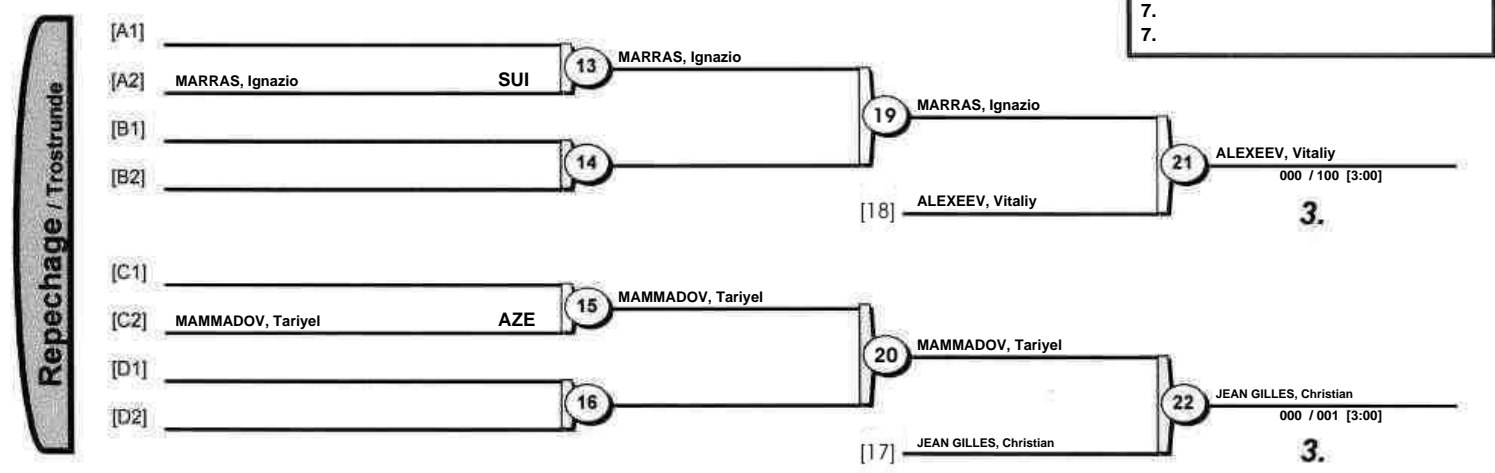 7.
7.
Repechage / Trostrunde
[A1]
[A2] MARRAS, Ignazio SUI
13 MARRAS, Ignazio
[B1]
[B2]
14
19 MARRAS, Ignazio
[18] ALEXEEV, Vitaliy
21 ALEXEEV, Vitaliy
000 / 100 [3:00]
3.
[C1]
[C2] MAMMADOV, Tariyel AZE
15 MAMMADOV, Tariyel
[D1]
[D2]
16
20 MAMMADOV, Tariyel
[17] JEAN GILLES, Christian
22 JEAN GILLES, Christian
000 / 001 [3:00]
3.